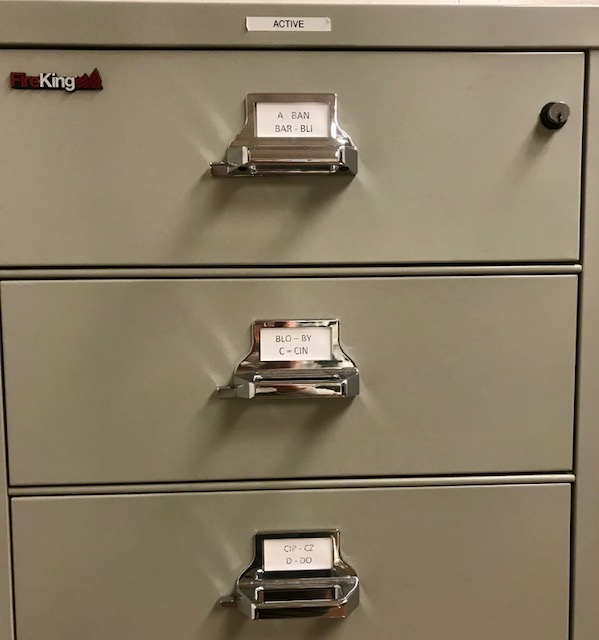 ACTIVE
FireKing
A - BAN
BAR - BLI
BLO - BY
C - CIN
CIP - CZ
D - DO